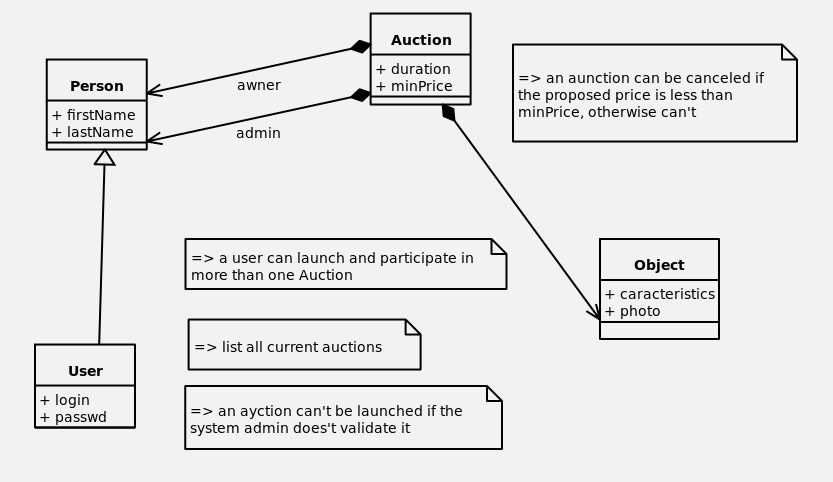 Auction
+ duration
+ minPrice
Person
+ firstName
+ lastName
awner
admin
=> an aunction can be canceled if
the proposed price is less than
minPrice, otherwise can't
=> a user can launch and participate in
more than one Auction
Object
+ caracteristics
+ photo
=> list all current auctions
User
+ login
+ passwd
=> an ayction can't be launched if the
system admin does't validate it